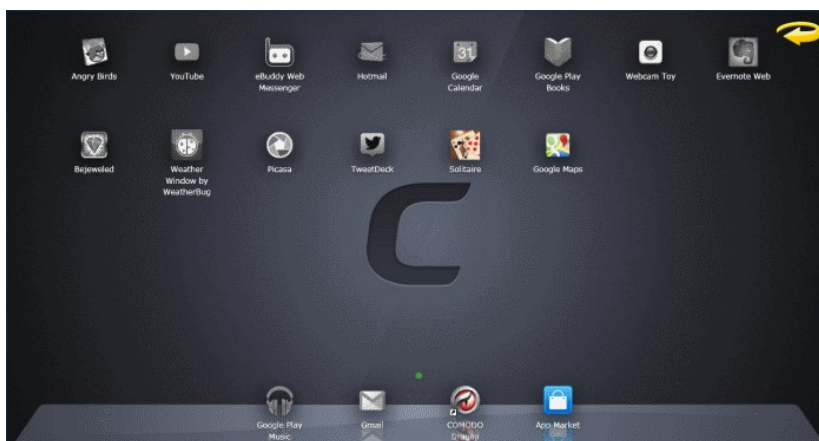 Angry Birds
YouTube
eBuddy Web
Messenger
Hotmail
31
Google
Calendar
Google Play
Books
Webcam Toy
Evernote Web
Bejeweled
Weather
Window by
WeatherBug
Picasa
TweetDeck
Solitaire
Google Maps
C
Google Play
Music
Gmail
COMODO
Dragon
App Market